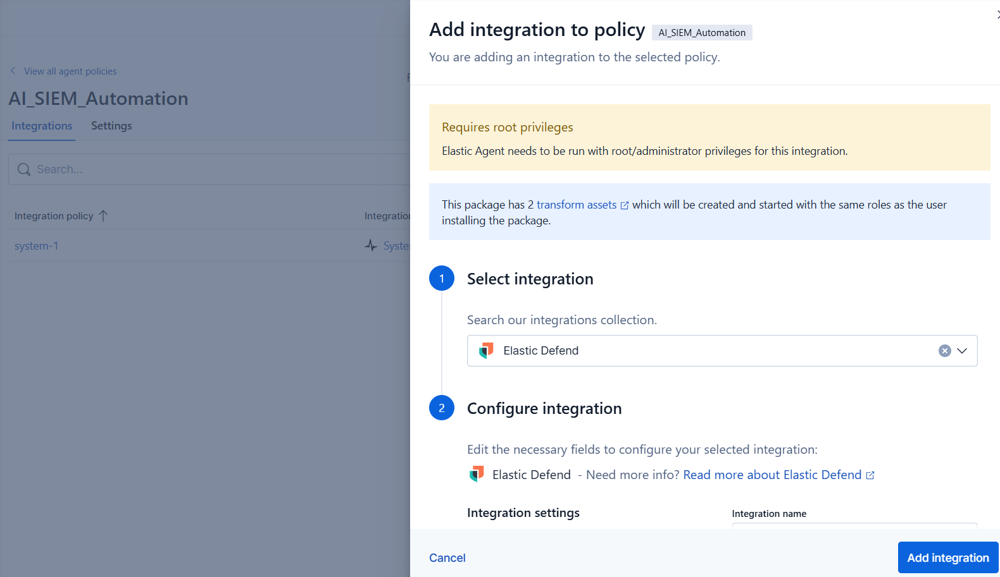 Add integration to policy AI_SIEM_Automation
You are adding an integration to the selected policy.
View all agent policies
AI_SIEM_Automation
Integrations Settings
Search...
Integration policy
system-1
Requires root privileges
Elastic Agent needs to be run with root/administrator privileges for this integration.
This package has 2 transform assets which will be created and started with the same roles as the user
installing the package.
1 Select integration
Search our integrations collection.
Elastic Defend
2 Configure integration
Edit the necessary fields to configure your selected integration:
Elastic Defend - Need more info? Read more about Elastic Defend
Integration settings Integration name
Cancel Add integration